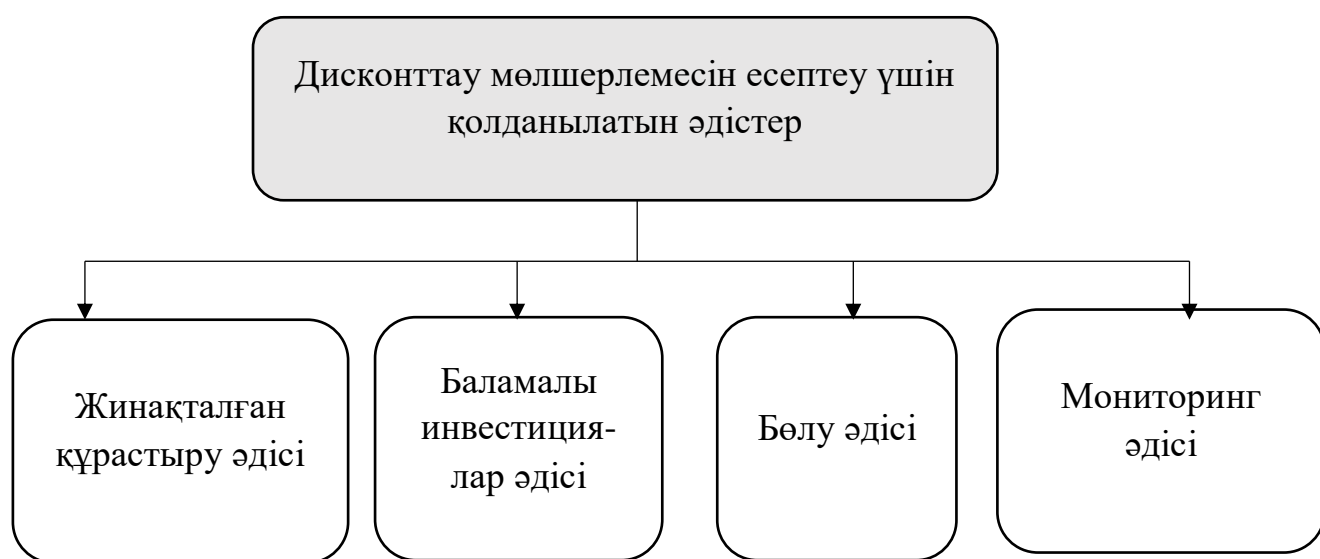 Дисконттау мөлшерлемесін есептеу үшін
қолданылатын әдістер
Жинақталған
құрастыру әдісі
Баламалы
инвестиция-
лар әдісі
Бөлу әдісі
Мониторинг
әдісі